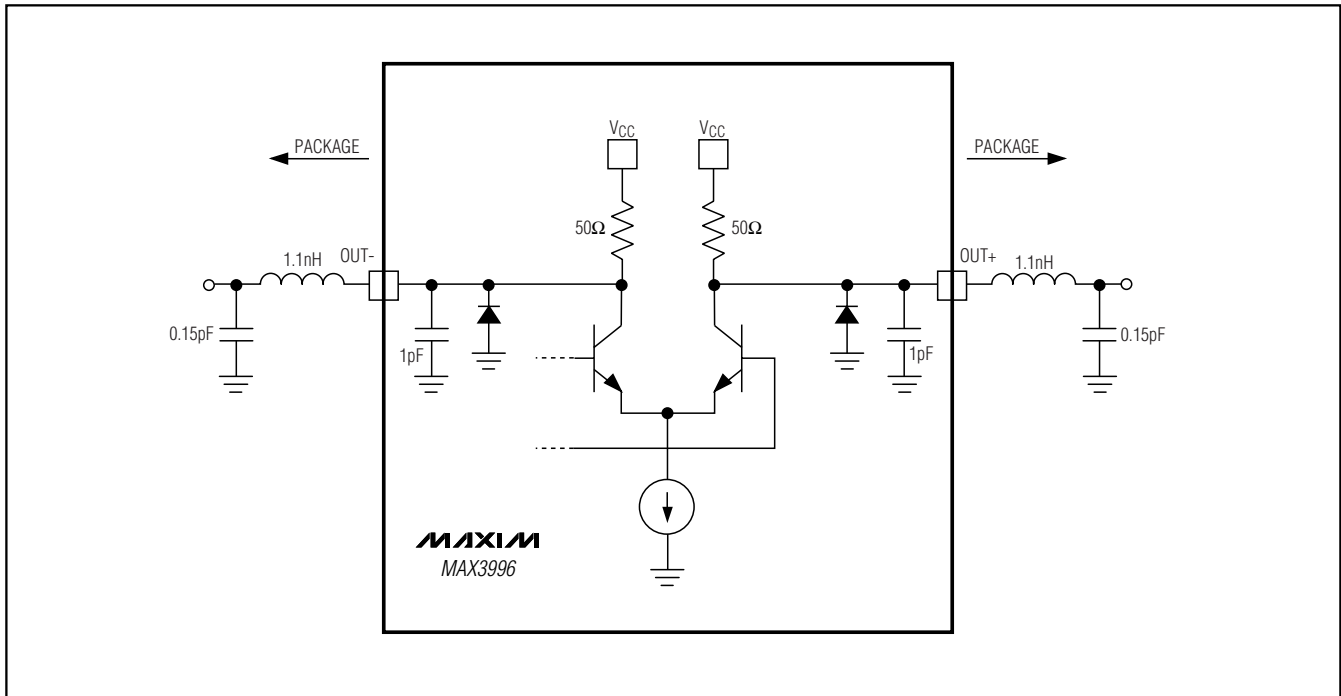 VCC VCC
PACKAGE PACKAGE
50Ω 50Ω
OUT- OUT+
1.1nH 1.1nH
0.15pF 1pF 1pF 0.15pF
MAXIM
MAX3996